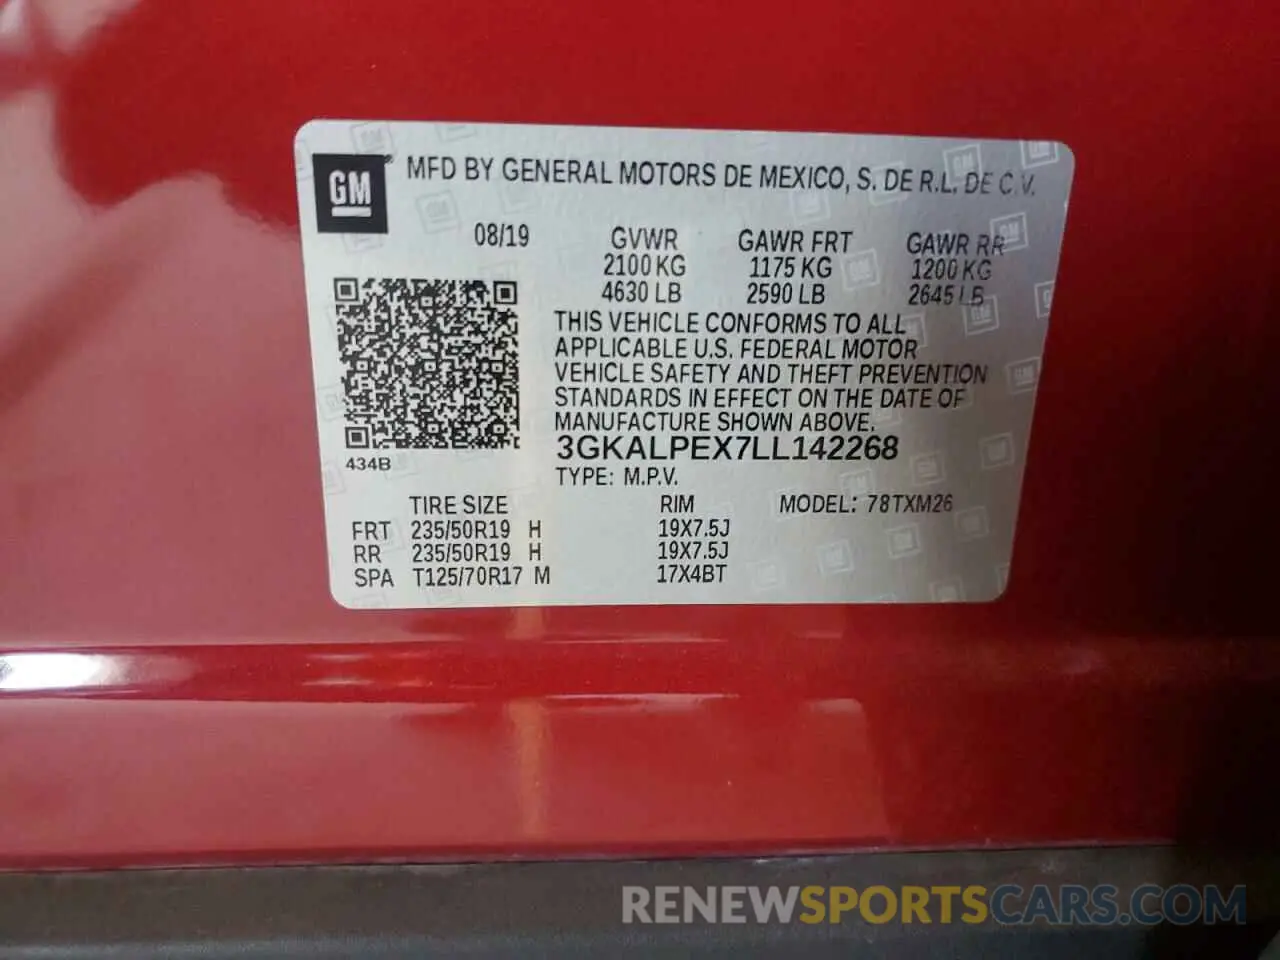 GM
MFD BY GENERAL MOTORS DE MEXICO, S. DE R.L. DE C.V.
08/19 GVWR GAWR FRT GAWR RR
2100 KG 1175 KG 1200 KG
4630 LB 2590 LB 2645 LB
THIS VEHICLE CONFORMS TO ALL
APPLICABLE U.S. FEDERAL MOTOR
VEHICLE SAFETY AND THEFT PREVENTION
STANDARDS IN EFFECT ON THE DATE OF
MANUFACTURE SHOWN ABOVE.
434B
3GKALPEX7LL142268
TYPE: M.P.V.
TIRE SIZE RIM MODEL: 78TXM26
FRT 235/50R19 H 19X7.5J
RR 235/50R19 H 19X7.5J
SPA T125/70R17 M 17X4BT
RENEWSPORTSCARS.COM